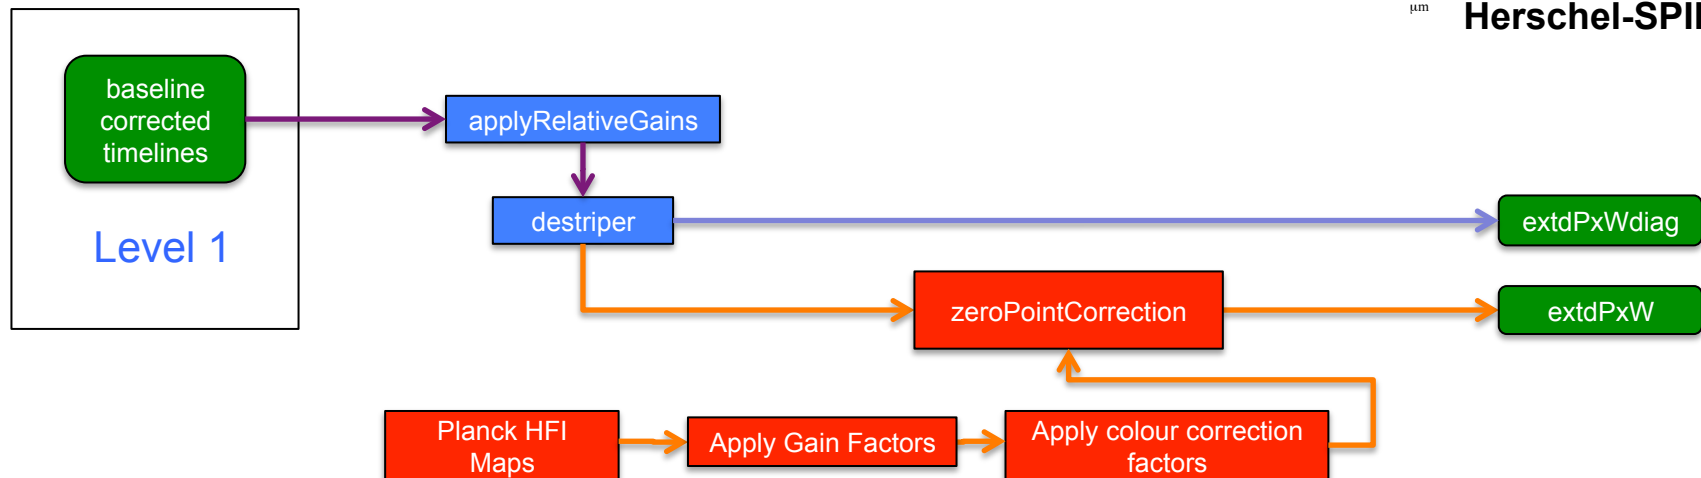 µm
Herschel-SPII
baseline
corrected
timelines
Level 1
applyRelativeGains
destriper
extdPxWdiag
zeroPointCorrection
extdPxW
Planck HFI
Maps
Apply Gain Factors
Apply colour correction
factors